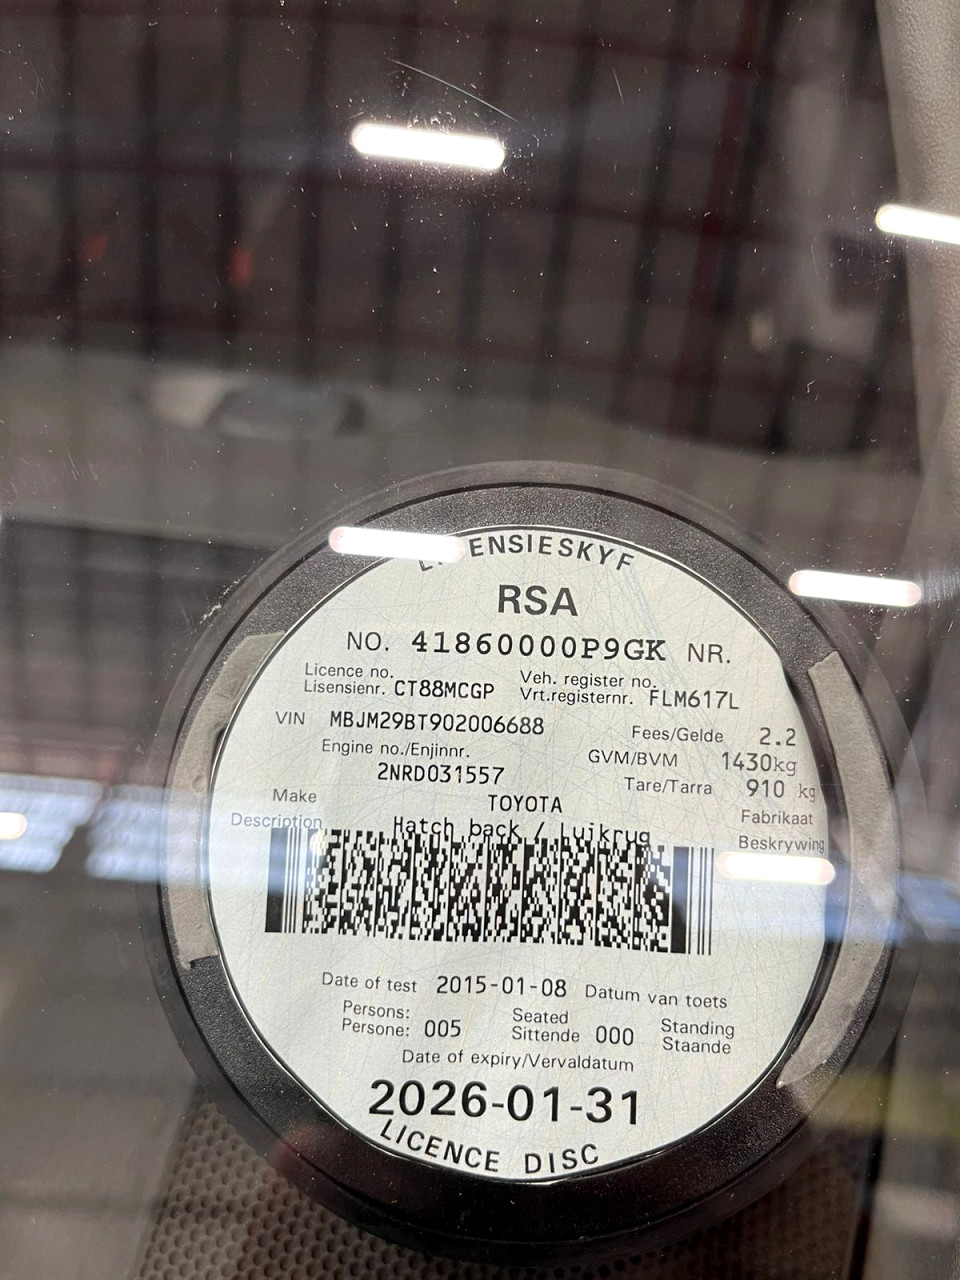 LISENSIESKYF
RSA
NO. 41860000P9GK NR.
Licence no. Veh. register no.
Lisensienr. CT88MCGP Vrt.registernr. FLM617L
VIN MBJM29BT902006688 Fees/Gelde 2.2
Engine no./Enjinnr. GVM/BVM 1430kg
2NRD031557 Tare/Tarra 910 kg
Make TOYOTA Fabrikaat
Description Hatch back / Luikrug Beskrywing
Date of test 2015-01-08 Datum van toets
Persons: Seated Standing
Persone: 005 Sittende 000 Staande
Date of expiry/Vervaldatum
2026-01-31
LICENCE DISC